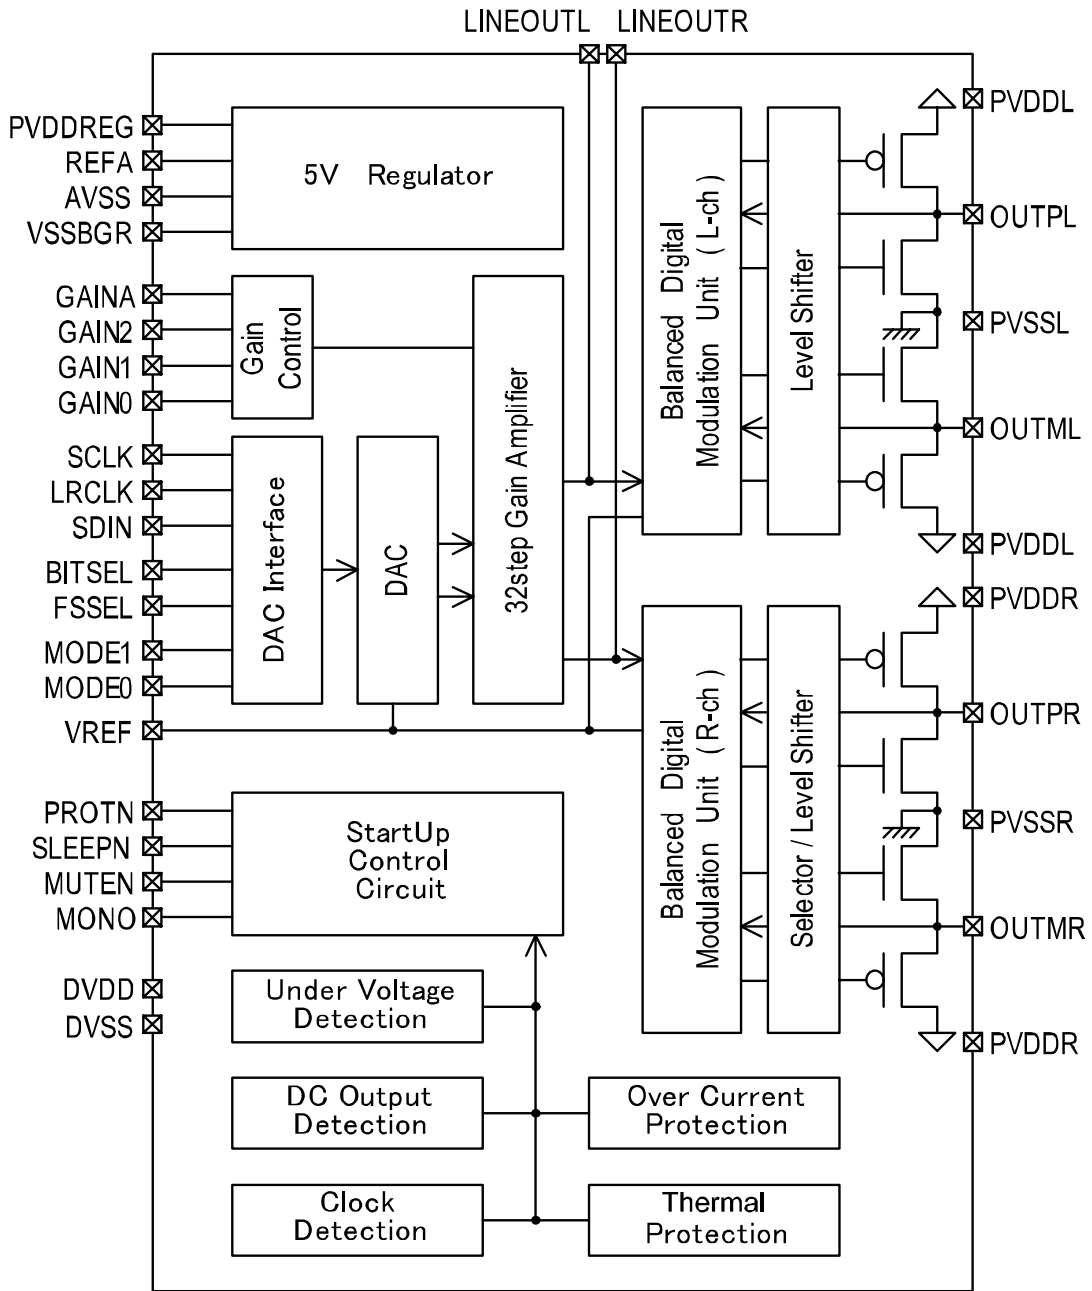 LINEOUTL LINEOUTR
PVDDREG
REFA
AVSS
VSSBGR
5V Regulator
GAINA
GAIN2
GAIN1
GAIN0
Gain
Control
SCLK
LRCLK
SDIN
BITSEL
FSSEL
MODE1
MODE0
VREF
DAC Interface
DAC
32step Gain Amplifier
Balanced Digital
Modulation Unit (L-ch)
Level Shifter
PVDDL
OUTPL
PVSSL
OUTML
PVDDL
Balanced Digital
Modulation Unit (R-ch)
Selector / Level Shifter
PVDDR
OUTPR
PVSSR
OUTMR
PVDDR
PROTN
SLEEPN
MUTEN
MONO
StartUp
Control
Circuit
DVDD
DVSS
Under Voltage
Detection
DC Output
Detection
Over Current
Protection
Clock
Detection
Thermal
Protection